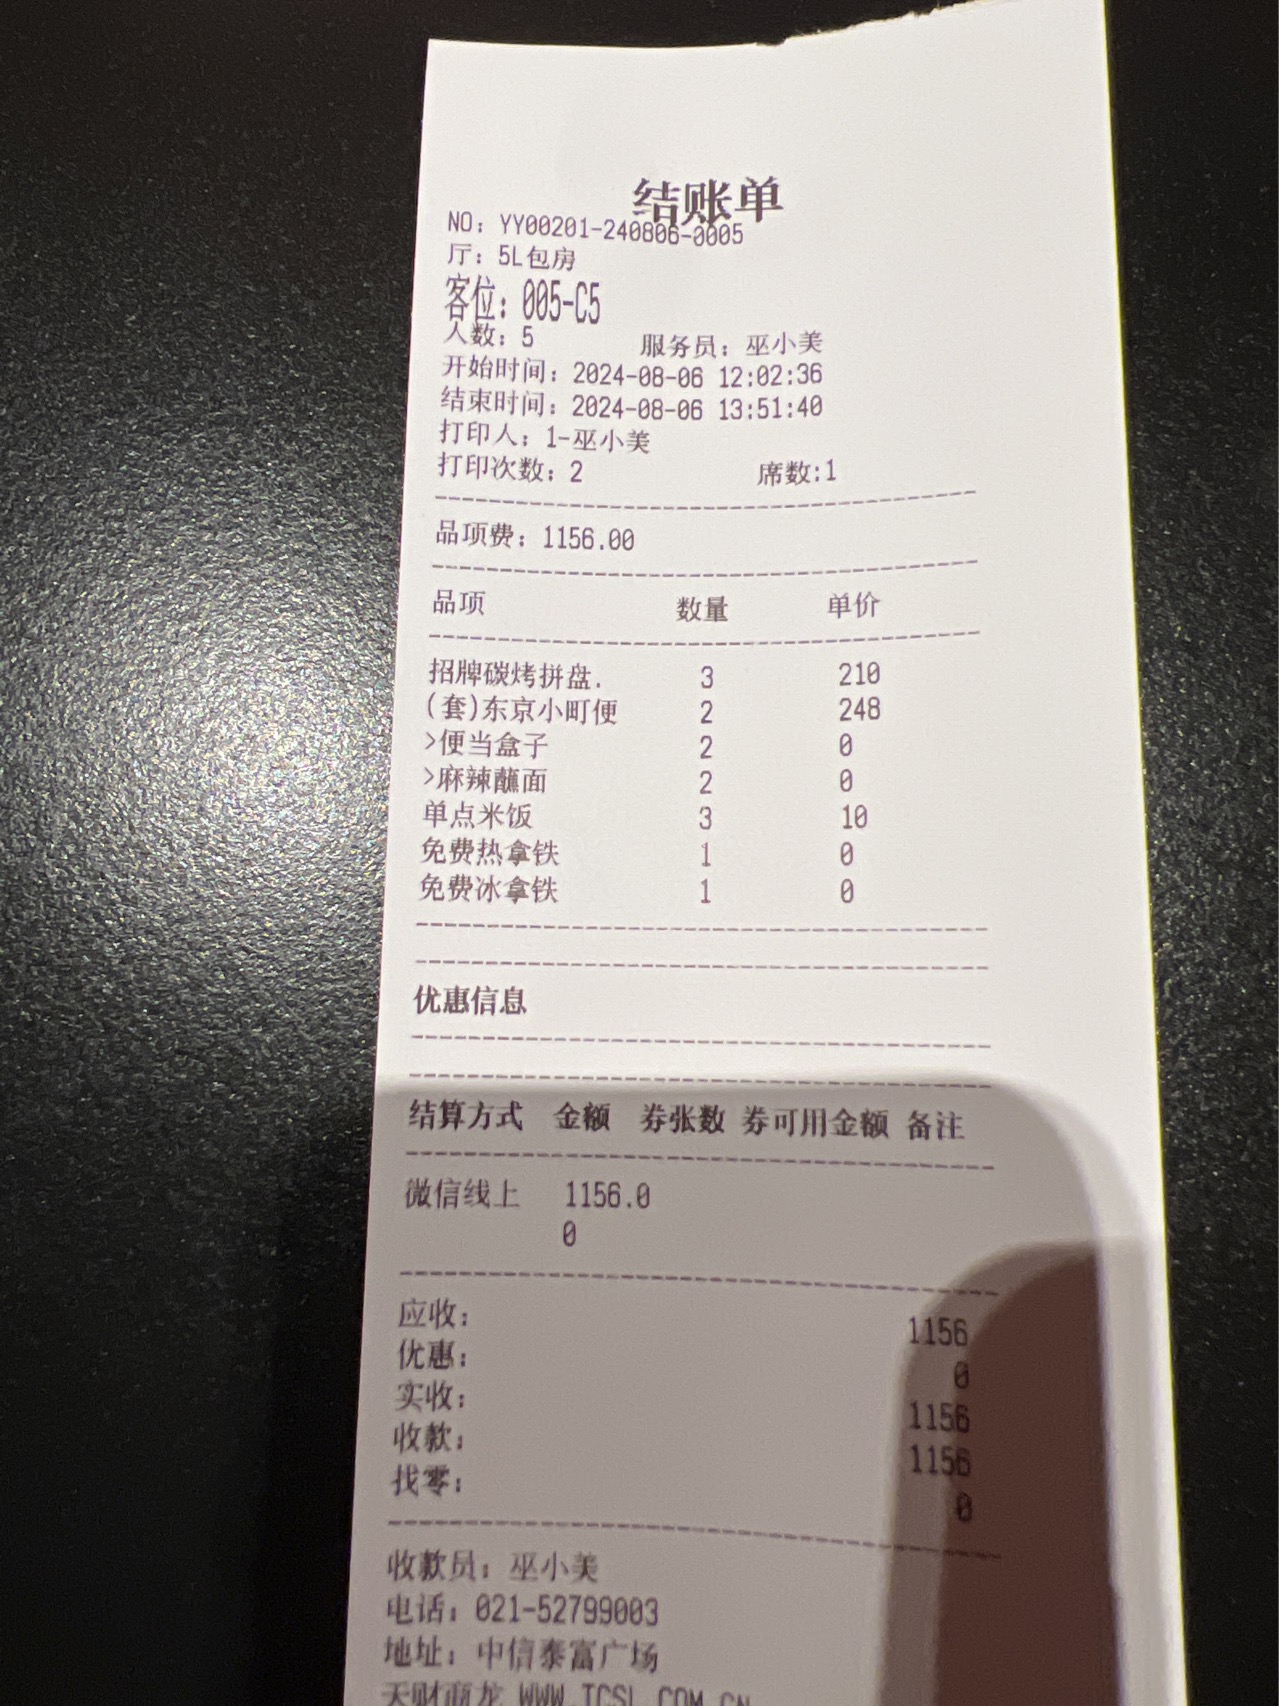 结账单
NO: YY00201-240806-0005
厅: 5L包房
客位: 005-C5
人数: 5 服务员: 巫小美
开始时间: 2024-08-06 12:02:36
结束时间: 2024-08-06 13:51:40
打印人: 1-巫小美
打印次数: 2 席数:1
品项费: 1156.00
品项 数量 单价
招牌碳烤拼盘. 3 210
(套)东京小町便 2 248
>便当盒子 2 0
>麻辣蘸面 2 0
单点米饭 3 10
免费热拿铁 1 0
免费冰拿铁 1 0
优惠信息
结算方式 金额 券张数 券可用金额 备注
微信线上 1156.0
0
应收: 1156
优惠: 0
实收: 1156
收款: 1156
找零: 0
收款员: 巫小美
电话: 021-52799003
地址: 中信泰富广场
天财商龙 WWW.TCSL.COM.CN